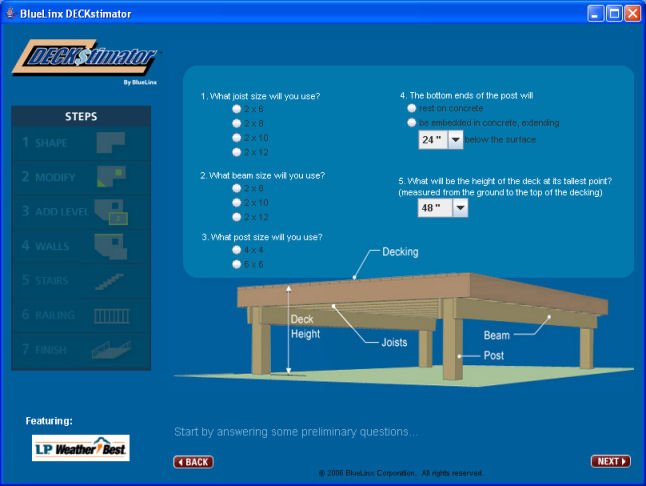 BlueLinx DECKstimator
DECK$timator
By BlueLinx
STEPS
1 SHAPE
2 MODIFY
3 ADD LEVEL
4 WALLS
5 STAIRS
6 RAILING
7 FINISH
1. What joist size will you use?
2 x 6
2 x 8
2 x 10
2 x 12
2. What beam size will you use?
2 x 8
2 x 10
2 x 12
3. What post size will you use?
4 x 4
6 x 6
4. The bottom ends of the post will
rest on concrete
be embedded in concrete, extending
24 " below the surface
5. What will be the height of the deck at its tallest point?
(measured from the ground to the top of the decking)
48 "
Decking
Deck
Height
Joists
Beam
Post
Featuring:
LP WeatherBest.
Start by answering some preliminary questions...
BACK
NEXT
© 2006 BlueLinx Corporation. All rights reserved.